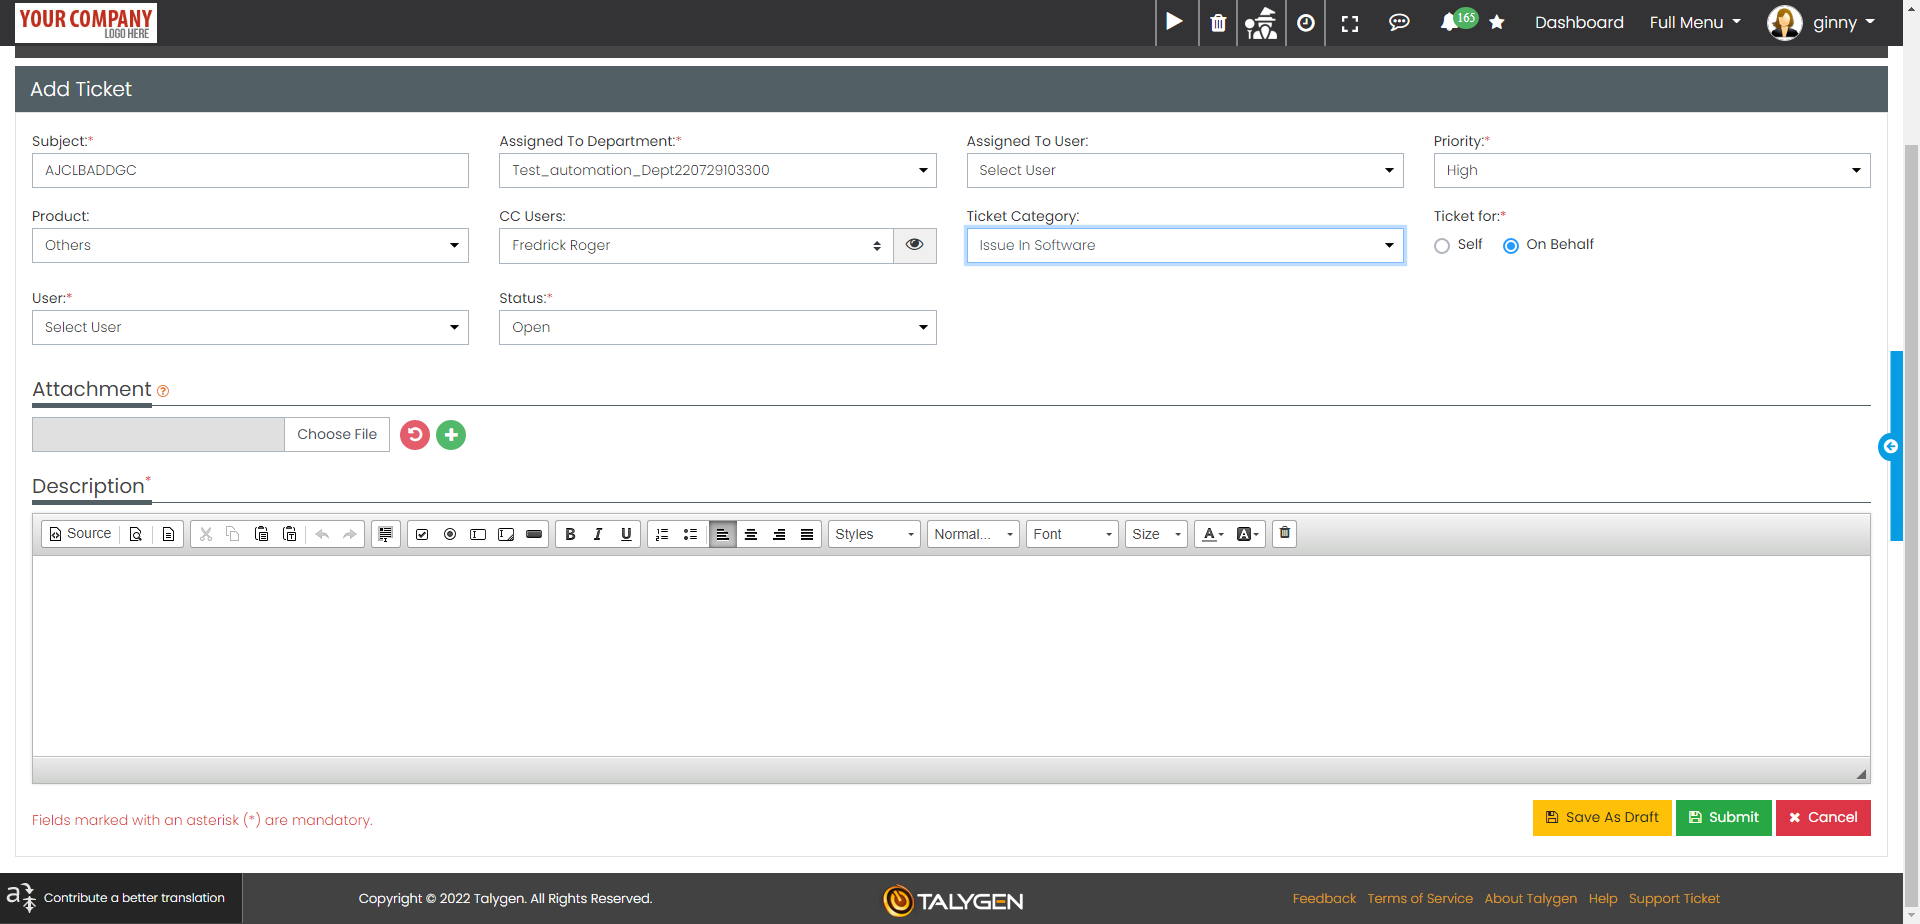 YOUR COMPANY
LOGO HERE
165
Dashboard
Full Menu
ginny
Add Ticket
Subject:*
Assigned To Department:*
Assigned To User:
Priority:*
AJCLBADDGC
Test_automation_Dept220729103300
Select User
High
Product:
CC Users:
Ticket Category:
Ticket for:*
Others
Fredrick Roger
Issue In Software
Self
On Behalf
User:*
Status:*
Select User
Open
Attachment ?
Choose File
Description*
Source
B I U
Styles
Normal...
Font
Size
A
A
Fields marked with an asterisk (*) are mandatory.
Save As Draft
Submit
Cancel
Contribute a better translation
Copyright © 2022 Talygen. All Rights Reserved.
TALYGEN
Feedback
Terms of Service
About Talygen
Help
Support Ticket